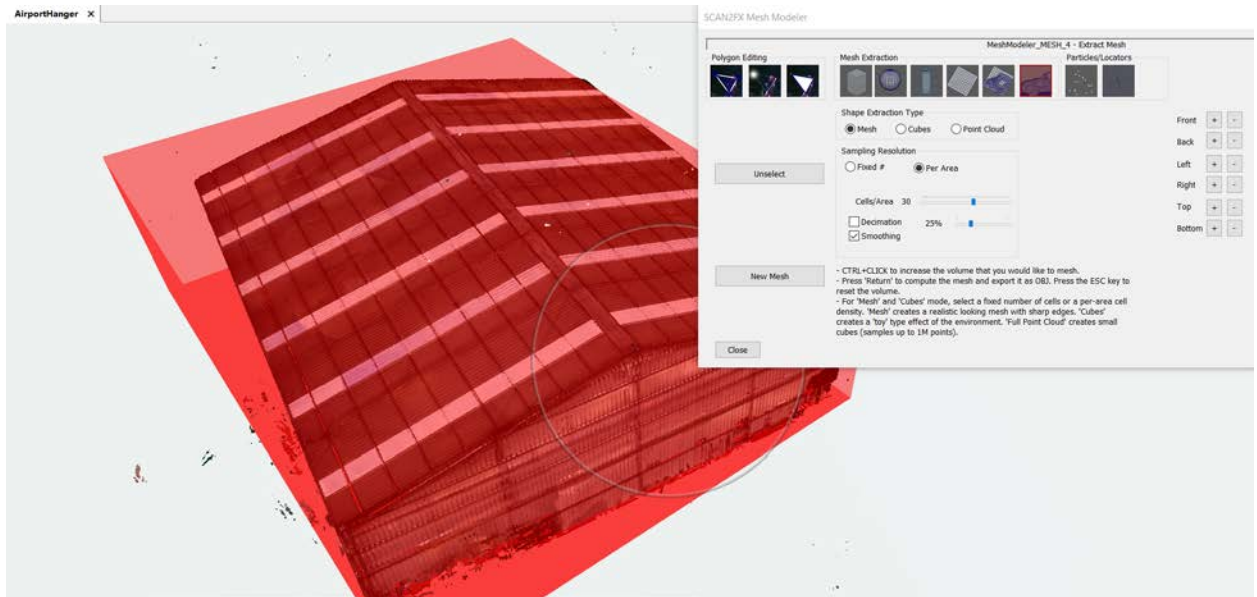 AirportHanger X
SCAN2FX Mesh Modeler
MeshModeler_MESH_4 - Extract Mesh
Polygon Editing
Mesh Extraction
Particles/Locators
Shape Extraction Type
Mesh
Cubes
Point Cloud
Sampling Resolution
Fixed #
Per Area
Cells/Area 30
Decimation 25%
Smoothing
Unselect
New Mesh
Close
- CTRL+CLICK to increase the volume that you would like to mesh.
- Press 'Return' to compute the mesh and export it as OBJ. Press the ESC key to
reset the volume.
- For 'Mesh' and 'Cubes' mode, select a fixed number of cells or a per-area cell
density. 'Mesh' creates a realistic looking mesh with sharp edges. 'Cubes'
creates a 'toy' type effect of the environment. 'Full Point Cloud' creates small
cubes (samples up to 1M points).
Front + -
Back + -
Left + -
Right + -
Top + -
Bottom + -